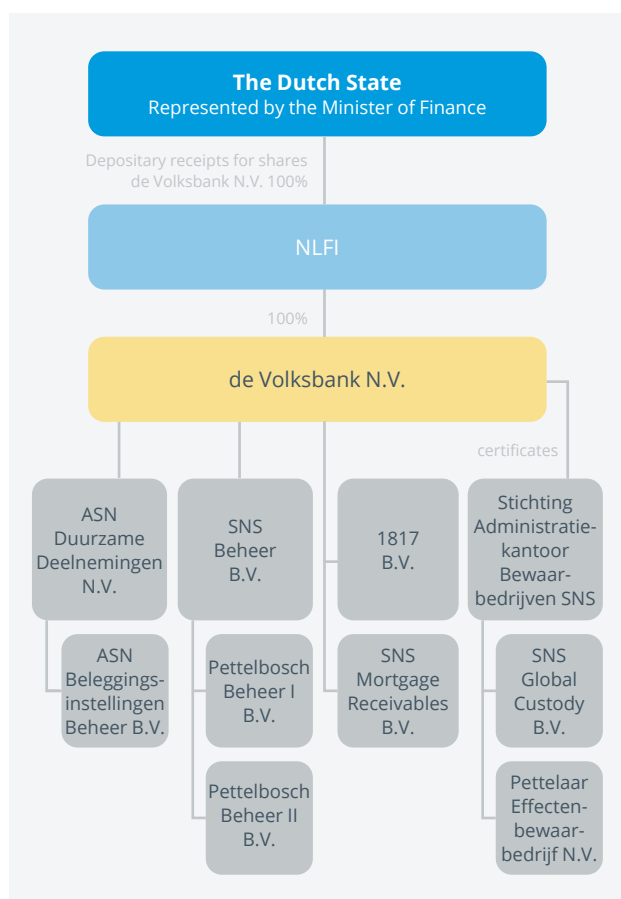 The Dutch State
Represented by the Minister of Finance
Depositary receipts for shares
de Volksbank N.V. 100%
NLFI
100%
de Volksbank N.V.
certificates
ASN
Duurzame
Deelnemingen
N.V.
SNS
Beheer
B.V.
1817
B.V.
Stichting
Administratie-
kantoor
Bewaar-
bedrijven SNS
ASN
Beleggings-
instellingen
Beheer B.V.
Pettelbosch
Beheer I
B.V.
SNS
Mortgage
Receivables
B.V.
SNS
Global
Custody
B.V.
Pettelbosch
Beheer II
B.V.
Pettelaar
Effecten-
bewaar-
bedrijf N.V.